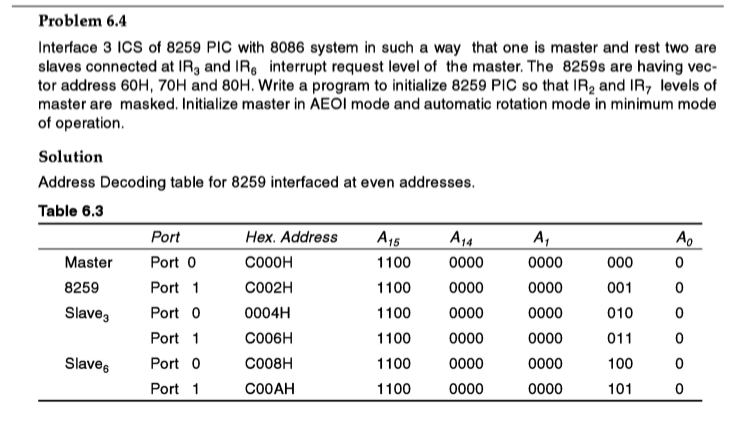 Problem 6.4
Interface 3 ICS of 8259 PIC with 8086 system in such a way that one is master and rest two are
slaves connected at IR₃ and IR₆ interrupt request level of the master. The 8259s are having vec-
tor address 60H, 70H and 80H. Write a program to initialize 8259 PIC so that IR₂ and IR₇ levels of
master are masked. Initialize master in AEOI mode and automatic rotation mode in minimum mode
of operation.
Solution
Address Decoding table for 8259 interfaced at even addresses.
Table 6.3
Port Hex. Address A₁₅ A₁₄ A₁ A₀
Master Port 0 C000H 1100 0000 0000 000 0
8259 Port 1 C002H 1100 0000 0000 001 0
Slave₃ Port 0 0004H 1100 0000 0000 010 0
Port 1 C006H 1100 0000 0000 011 0
Slave₆ Port 0 C008H 1100 0000 0000 100 0
Port 1 C00AH 1100 0000 0000 101 0